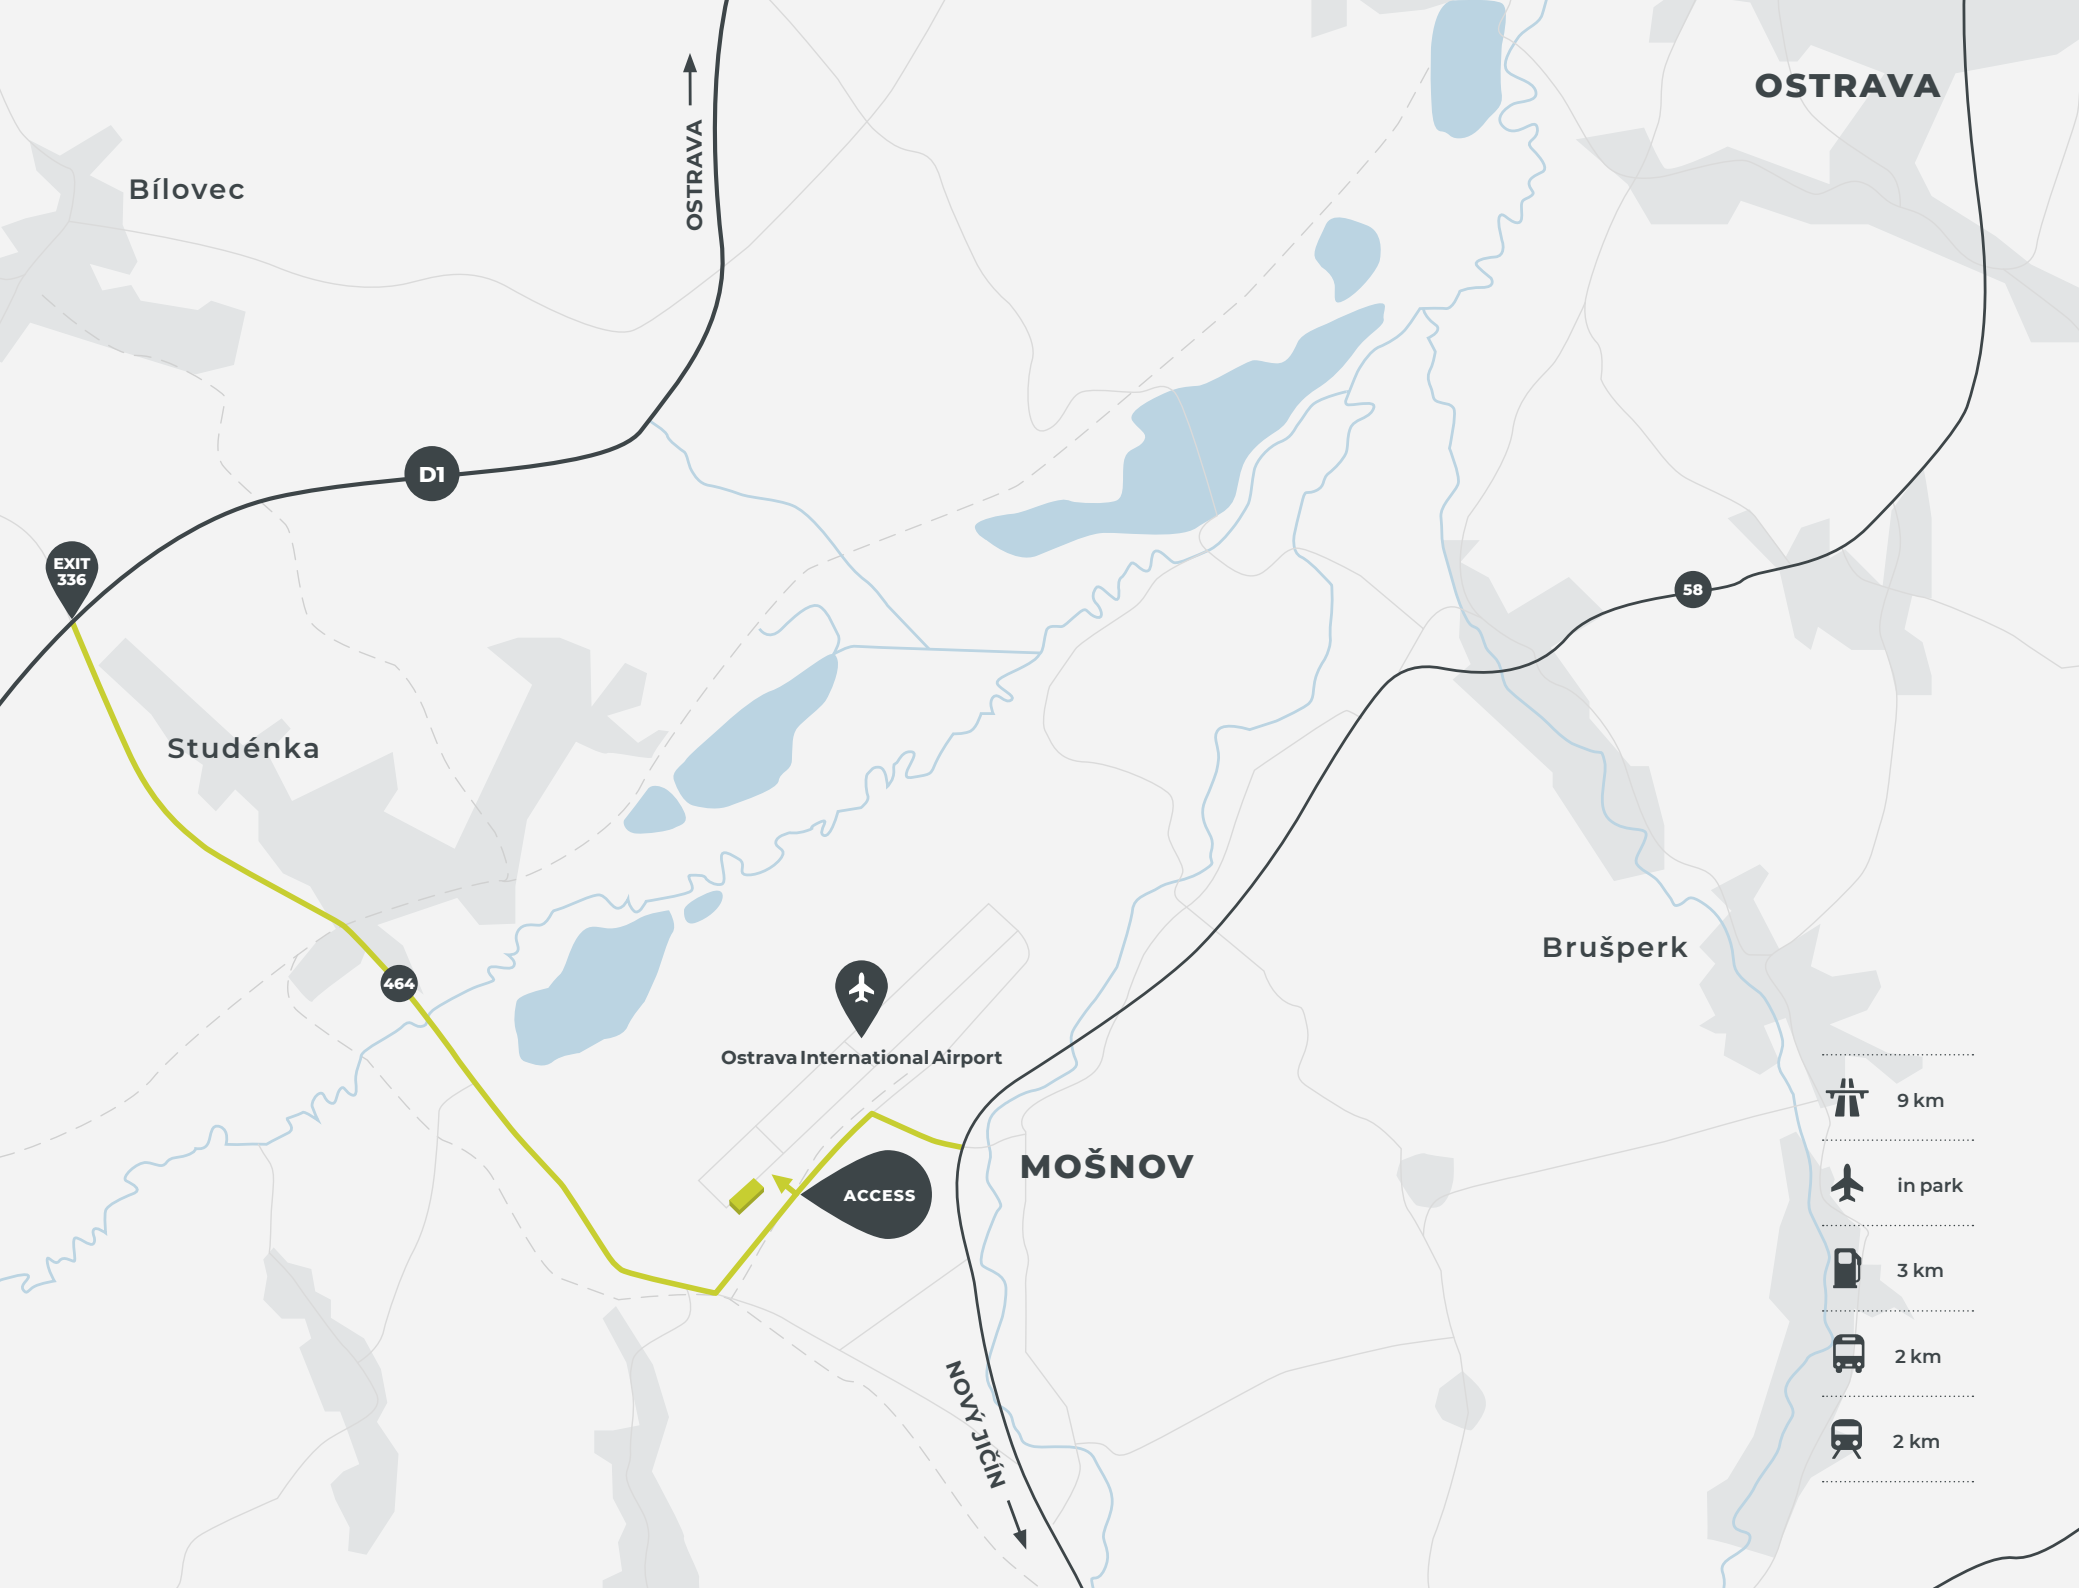 OSTRAVA
OSTRAVA
Bílovec
D1
EXIT
336
58
Studénka
Brušperk
464
Ostrava International Airport
9 km
MOŠNOV
ACCESS
in park
3 km
2 km
NOVÝ JIČÍN
2 km